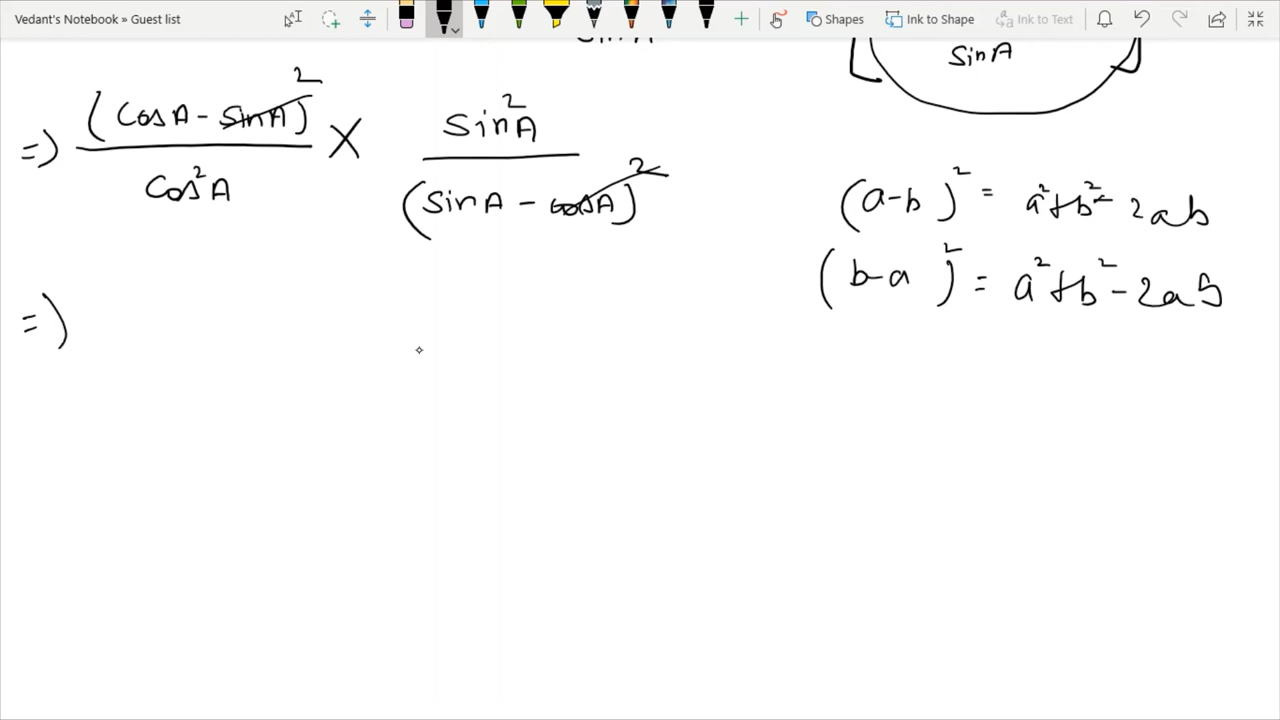 Vedant's Notebook » Guest list
Shapes
Ink to Shape
Ink to Text
SinA
SinA
=) (CosA - SinA)² / Cos²A X Sin²A / (SinA - CosA)²
(a-b)² = a²+b²- 2ab
(b-a)² = a²+b²-2ab
=)